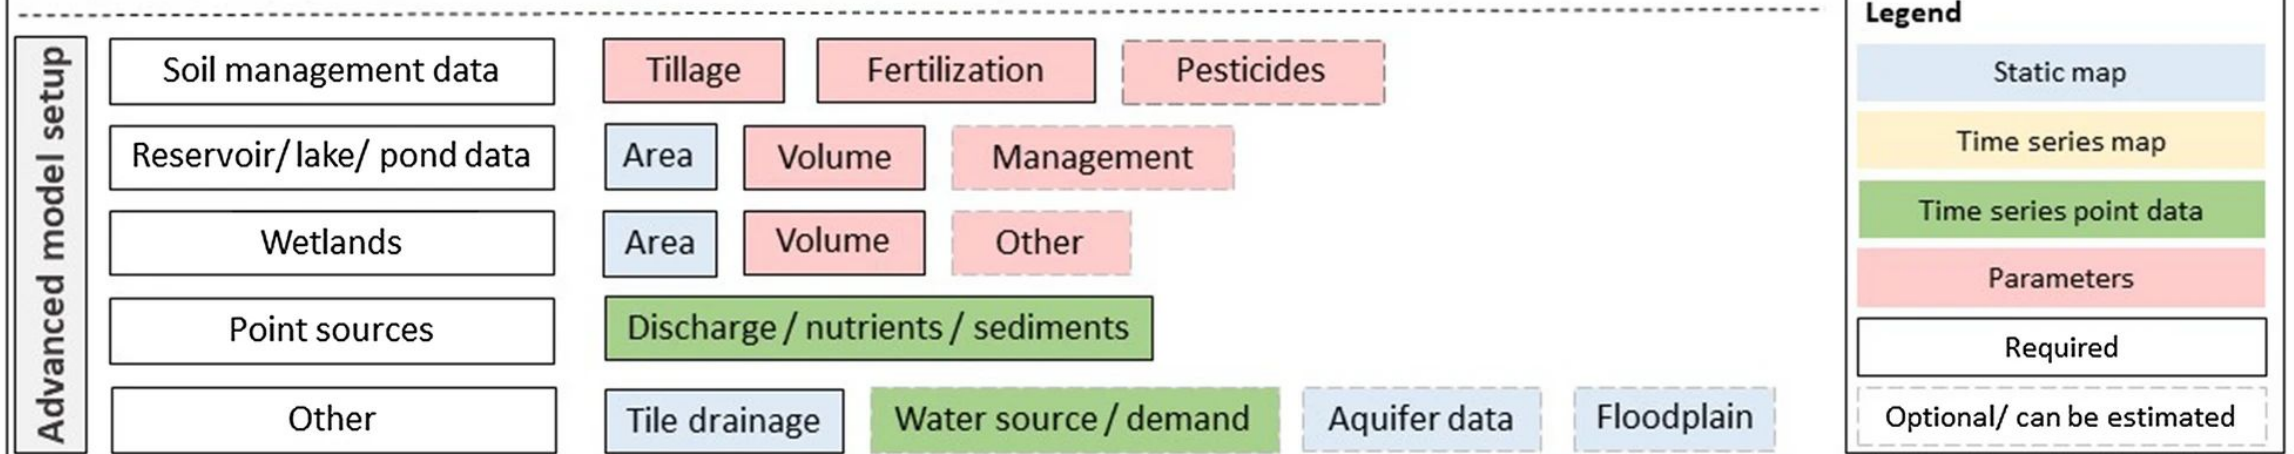 Advanced model setup
Soil management data
Tillage
Fertilization
Pesticides
Reservoir/ lake/ pond data
Area
Volume
Management
Wetlands
Area
Volume
Other
Point sources
Discharge / nutrients / sediments
Other
Tile drainage
Water source / demand
Aquifer data
Floodplain
Legend
Static map
Time series map
Time series point data
Parameters
Required
Optional/ can be estimated